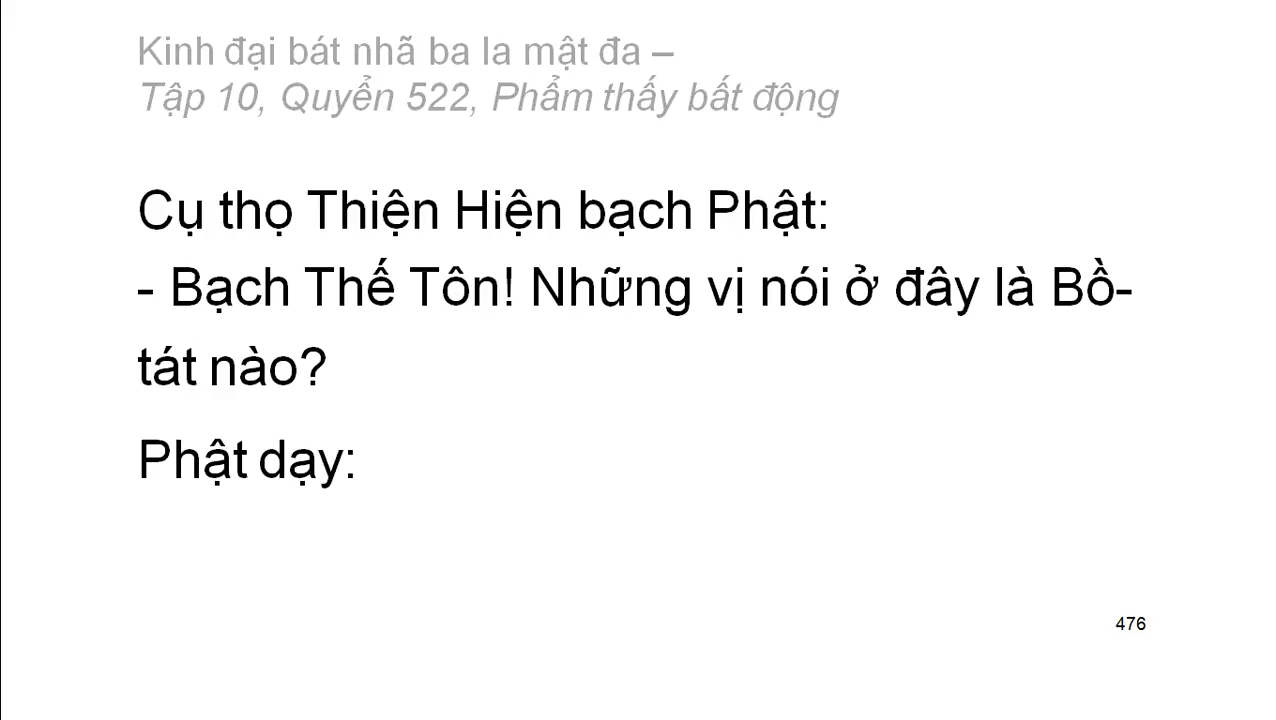 Kinh đại bát nhã ba la mật đa –
Tập 10, Quyển 522, Phẩm thấy bất động
Cụ thọ Thiện Hiện bạch Phật:
- Bạch Thế Tôn! Những vị nói ở đây là Bồ-
tát nào?
Phật dạy:
476